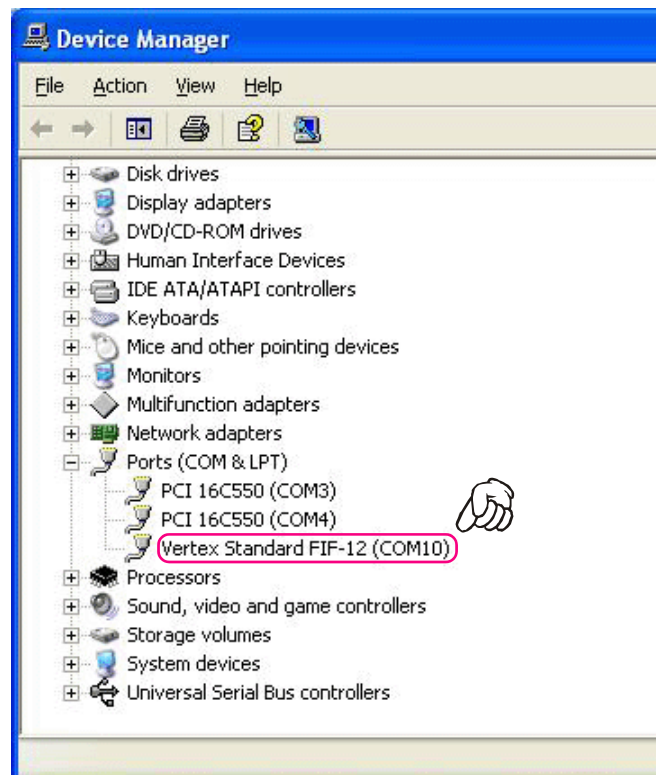 Device Manager
File Action View Help
Disk drives
Display adapters
DVD/CD-ROM drives
Human Interface Devices
IDE ATA/ATAPI controllers
Keyboards
Mice and other pointing devices
Monitors
Multifunction adapters
Network adapters
Ports (COM & LPT)
PCI 16C550 (COM3)
PCI 16C550 (COM4)
Vertex Standard FIF-12 (COM10)
Processors
Sound, video and game controllers
Storage volumes
System devices
Universal Serial Bus controllers